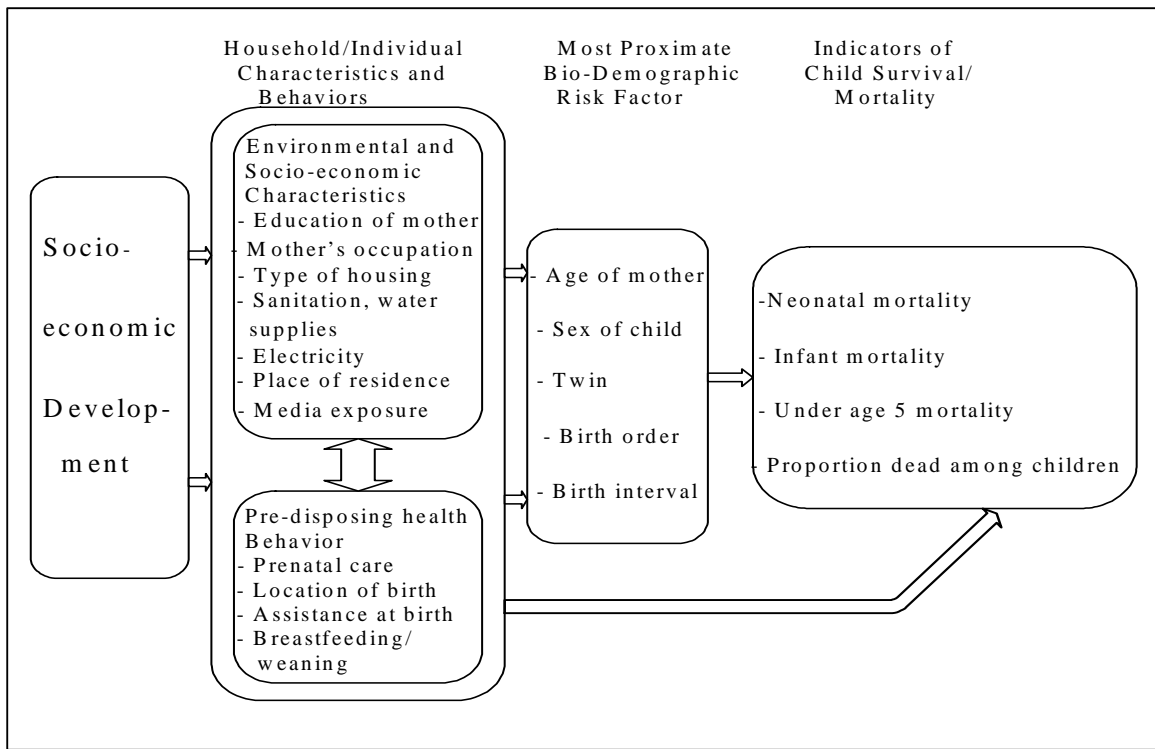 Household/Individual
Characteristics and
Behaviors
Most Proximate
Bio-Demographic
Risk Factor
Indicators of
Child Survival/
Mortality
Socio-
economic
Develop-
ment
Environmental and
Socio-economic
Characteristics
- Education of mother
- Mother's occupation
- Type of housing
- Sanitation, water
supplies
- Electricity
- Place of residence
- Media exposure
Pre-disposing health
Behavior
- Prenatal care
- Location of birth
- Assistance at birth
- Breastfeeding/
weaning
- Age of mother
- Sex of child
- Twin
- Birth order
- Birth interval
-Neonatal mortality
- Infant mortality
- Under age 5 mortality
- Proportion dead among children